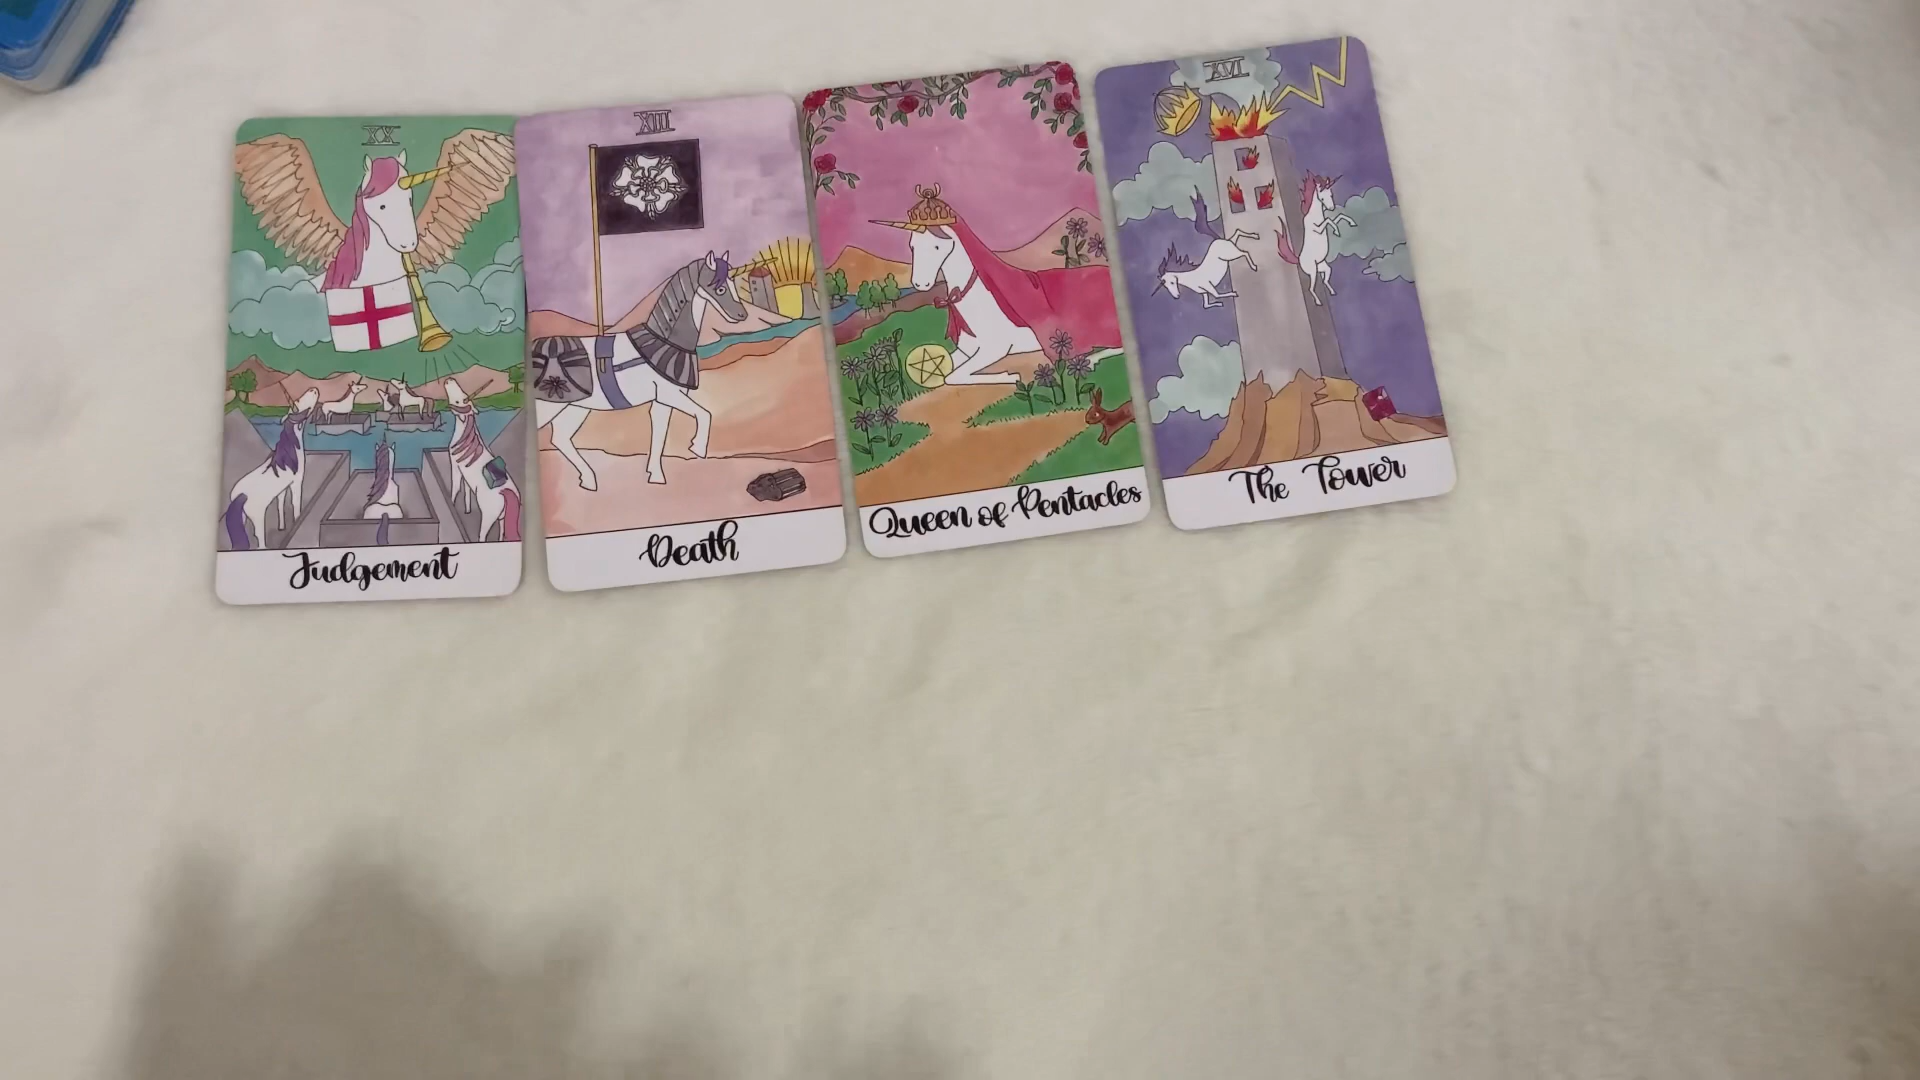 XX
Judgement
XIII
Death
Queen of Pentacles
XVI
The Tower